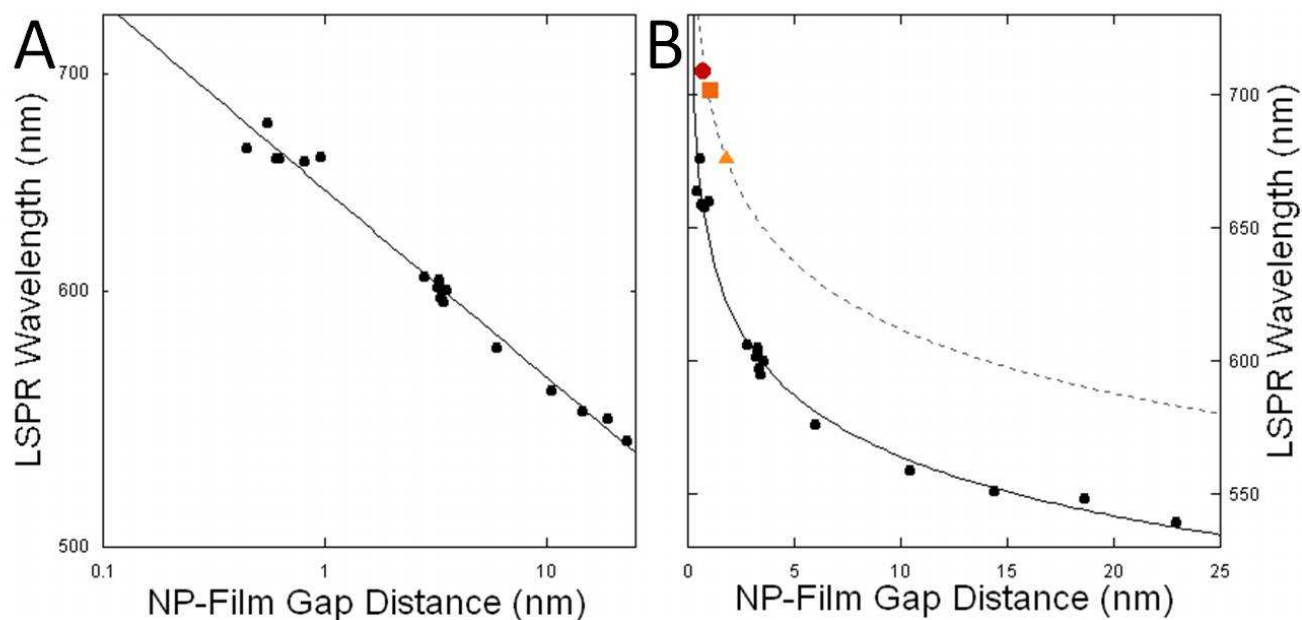 A
LSPR Wavelength (nm)
700
600
500
0.1
1
10
NP-Film Gap Distance (nm)
B
700
650
600
550
LSPR Wavelength (nm)
0
5
10
15
20
25
NP-Film Gap Distance (nm)